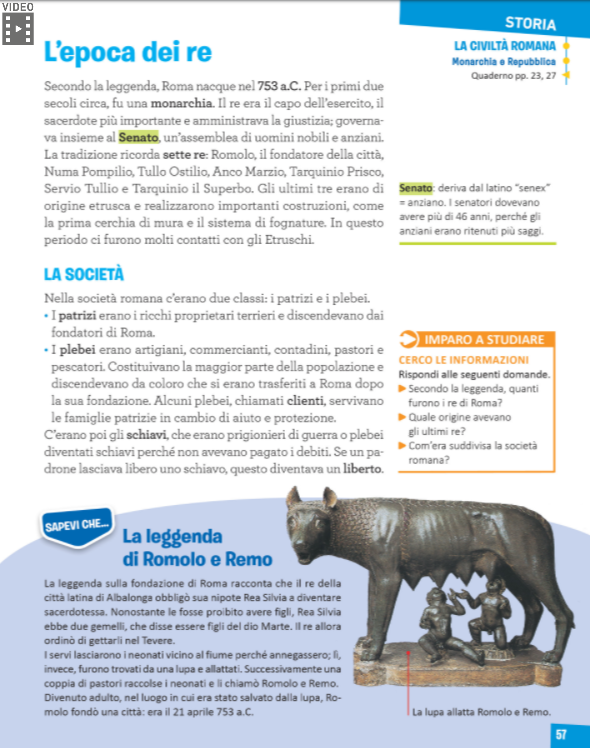 VIDEO
STORIA
LA CIVILTÀ ROMANA
Monarchia e Repubblica
Quaderno pp. 23, 27
L'epoca dei re
Secondo la leggenda, Roma nacque nel 753 a.C. Per i primi due
secoli circa, fu una monarchia. Il re era il capo dell'esercito, il
sacerdote più importante e amministrava la giustizia; governa-
va insieme al Senato, un'assemblea di uomini nobili e anziani.
La tradizione ricorda sette re: Romolo, il fondatore della città,
Numa Pompilio, Tullo Ostilio, Anco Marzio, Tarquinio Prisco,
Servio Tullio e Tarquinio il Superbo. Gli ultimi tre erano di
origine etrusca e realizzarono importanti costruzioni, come
la prima cerchia di mura e il sistema di fognature. In questo
periodo ci furono molti contatti con gli Etruschi.
Senato: deriva dal latino "senex"
= anziano. I senatori dovevano
avere più di 46 anni, perché gli
anziani erano ritenuti più saggi.
LA SOCIETÀ
Nella società romana c'erano due classi: i patrizi e i plebei.
• I patrizi erano i ricchi proprietari terrieri e discendevano dai
fondatori di Roma.
• I plebei erano artigiani, commercianti, contadini, pastori e
pescatori. Costituivano la maggior parte della popolazione e
discendevano da coloro che si erano trasferiti a Roma dopo
la sua fondazione. Alcuni plebei, chiamati clienti, servivano
le famiglie patrizie in cambio di aiuto e protezione.
C'erano poi gli schiavi, che erano prigionieri di guerra o plebei
diventati schiavi perché non avevano pagato i debiti. Se un pa-
drone lasciava libero uno schiavo, questo diventava un liberto.
IMPARO A STUDIARE
CERCO LE INFORMAZIONI
Rispondi alle seguenti domande.
Secondo la leggenda, quanti
furono i re di Roma?
Quale origine avevano
gli ultimi re?
Com'era suddivisa la società
romana?
SAPEVI CHE...
La leggenda
di Romolo e Remo
La leggenda sulla fondazione di Roma racconta che il re della
città latina di Albalonga obbligò sua nipote Rea Silvia a diventare
sacerdotessa. Nonostante le fosse proibito avere figli, Rea Silvia
ebbe due gemelli, che disse essere figli del dio Marte. Il re allora
ordinò di gettarli nel Tevere.
I servi lasciarono i neonati vicino al fiume perché annegassero; lì,
invece, furono trovati da una lupa e allattati. Successivamente una
coppia di pastori raccolse i neonati e li chiamò Romolo e Remo.
Divenuto adulto, nel luogo in cui era stato salvato dalla lupa, Ro-
molo fondò una città: era il 21 aprile 753 a.C.
La lupa allatta Romolo e Remo.
57